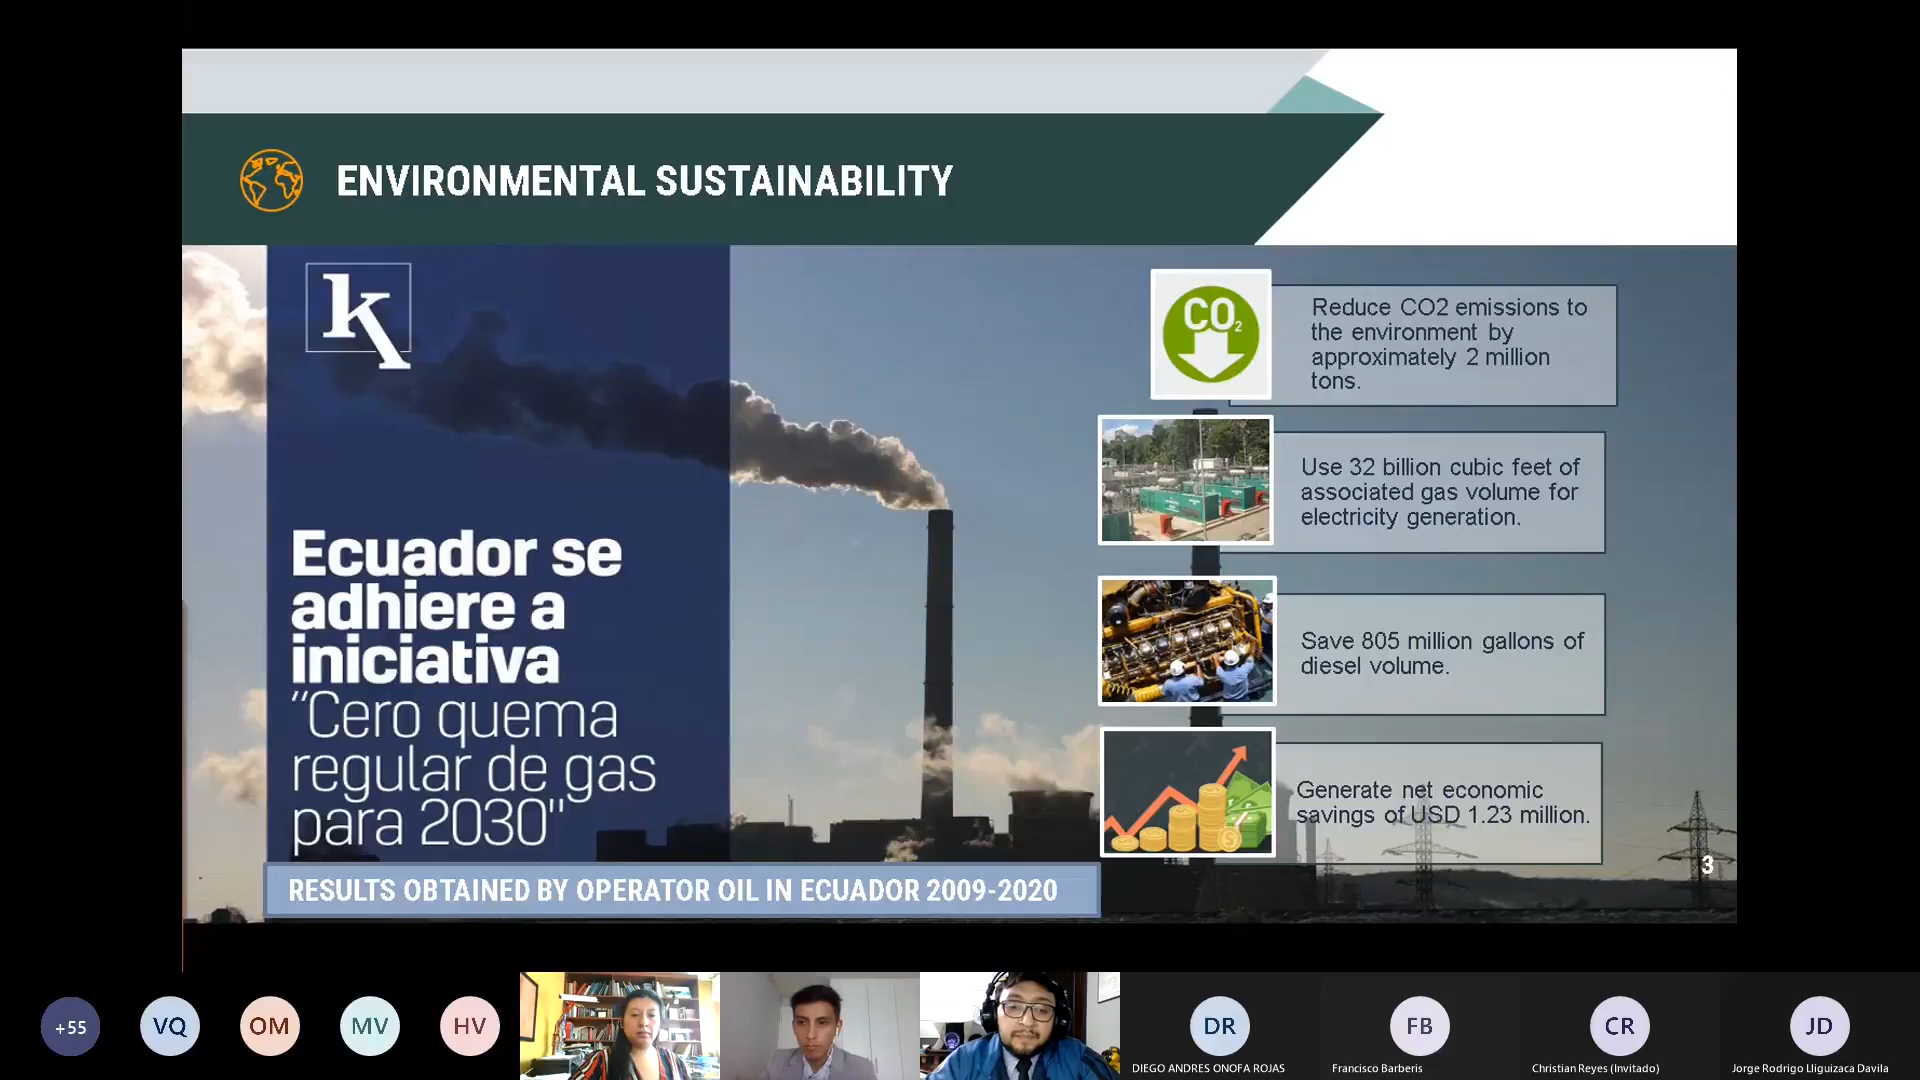 ENVIRONMENTAL SUSTAINABILITY
k
Ecuador se
adhiere a
iniciativa
“Cero quema
regular de gas
para 2030"
CO2
Reduce CO2 emissions to
the environment by
approximately 2 million
tons.
Use 32 billion cubic feet of
associated gas volume for
electricity generation.
Save 805 million gallons of
diesel volume.
Generate net economic
savings of USD 1.23 million.
3
RESULTS OBTAINED BY OPERATOR OIL IN ECUADOR 2009-2020
+55
VQ
OM
MV
HV
DR
DIEGO ANDRES ONOFA ROJAS
FB
Francisco Barberis
CR
Christian Reyes (Invitado)
JD
Jorge Rodrigo Lliguizaca Davila